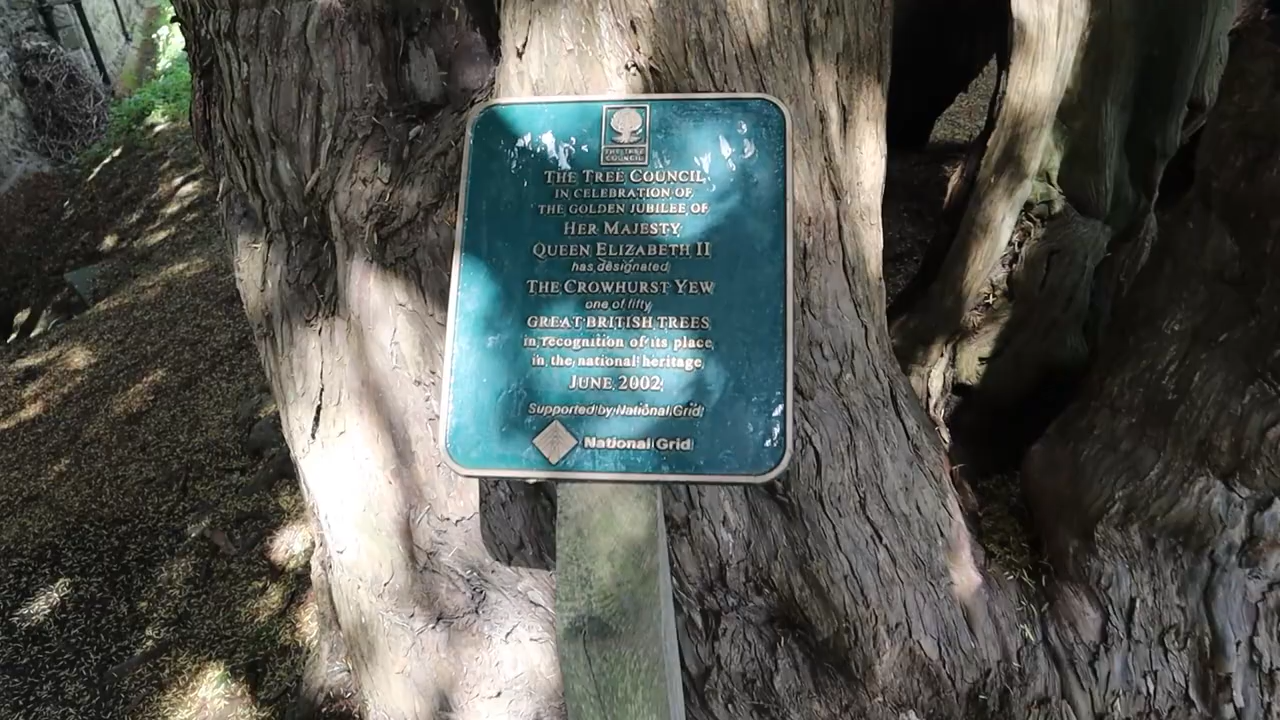 THE TREE
COUNCIL
THE TREE COUNCIL
IN CELEBRATION OF
THE GOLDEN JUBILEE OF
HER MAJESTY
QUEEN ELIZABETH II
has designated
THE CROWHURST YEW
one of fifty
GREAT BRITISH TREES
in recognition of its place
in the national heritage
JUNE 2002
Supported by National Grid
National Grid